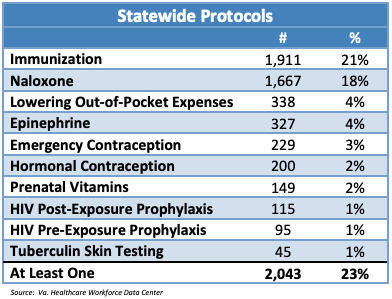 Statewide Protocols
# %
Immunization 1,911 21%
Naloxone 1,667 18%
Lowering Out-of-Pocket Expenses 338 4%
Epinephrine 327 4%
Emergency Contraception 229 3%
Hormonal Contraception 200 2%
Prenatal Vitamins 149 2%
HIV Post-Exposure Prophylaxis 115 1%
HIV Pre-Exposure Prophylaxis 95 1%
Tuberculin Skin Testing 45 1%
At Least One 2,043 23%
Source: Va. Healthcare Workforce Data Center